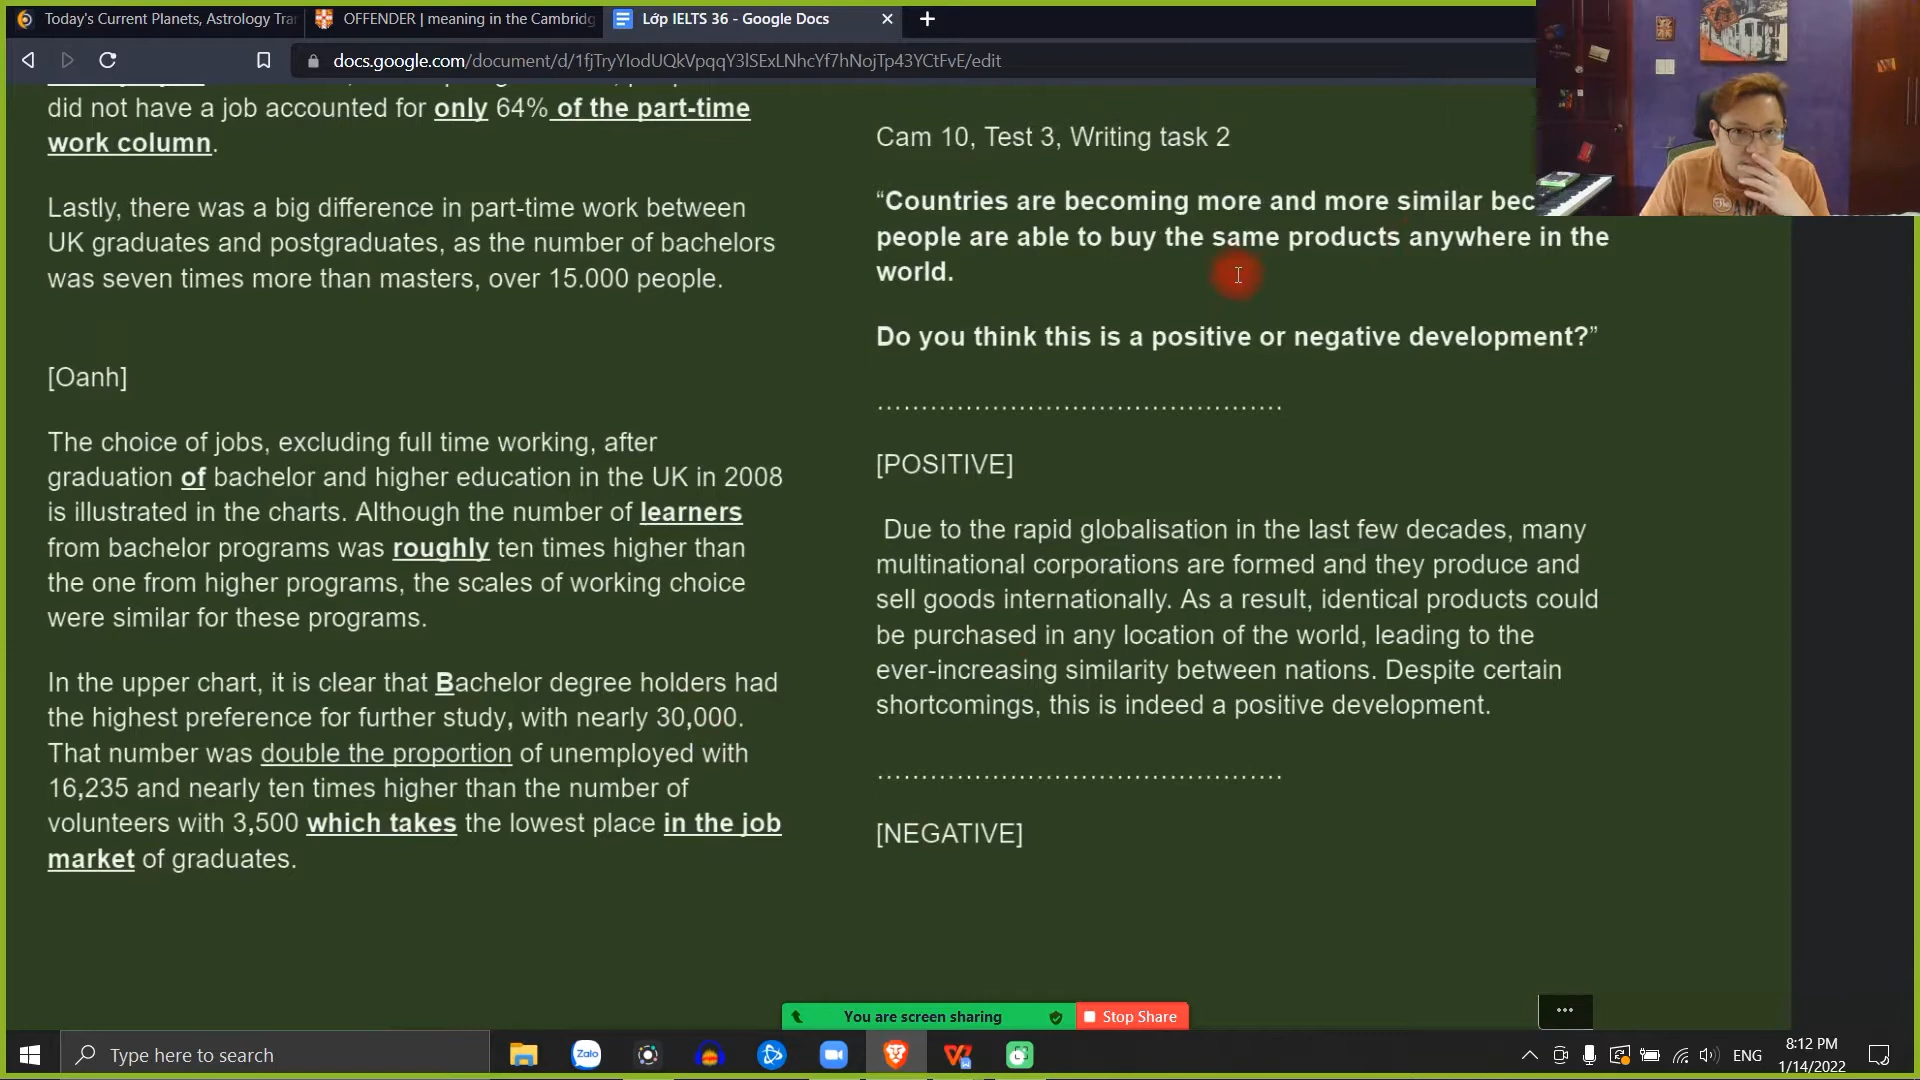 Today's Current Planets, Astrology Tra
OFFENDER | meaning in the Cambridg
Lớp IELTS 36 - Google Docs
docs.google.com/document/d/1fjTryYIodUQkVpqqY3lSExLNhcYf7hNojTp43YCtFvE/edit
did not have a job accounted for only 64% of the part-time
work column.
Lastly, there was a big difference in part-time work between
UK graduates and postgraduates, as the number of bachelors
was seven times more than masters, over 15.000 people.
[Oanh]
The choice of jobs, excluding full time working, after
graduation of bachelor and higher education in the UK in 2008
is illustrated in the charts. Although the number of learners
from bachelor programs was roughly ten times higher than
the one from higher programs, the scales of working choice
were similar for these programs.
In the upper chart, it is clear that Bachelor degree holders had
the highest preference for further study, with nearly 30,000.
That number was double the proportion of unemployed with
16,235 and nearly ten times higher than the number of
volunteers with 3,500 which takes the lowest place in the job
market of graduates.
Cam 10, Test 3, Writing task 2
“Countries are becoming more and more similar bec
people are able to buy the same products anywhere in the
world.
Do you think this is a positive or negative development?”
……………………………………….
[POSITIVE]
Due to the rapid globalisation in the last few decades, many
multinational corporations are formed and they produce and
sell goods internationally. As a result, identical products could
be purchased in any location of the world, leading to the
ever-increasing similarity between nations. Despite certain
shortcomings, this is indeed a positive development.
……………………………………….
[NEGATIVE]
You are screen sharing
Stop Share
Type here to search
Zalo
ENG
8:12 PM
1/14/2022